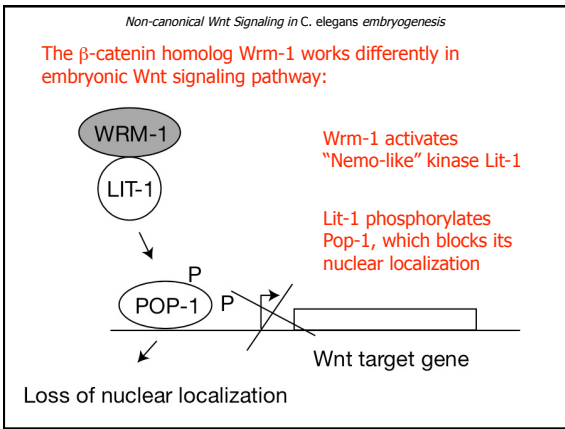 Non-canonical Wnt Signaling in C. elegans embryogenesis
The β-catenin homolog Wrm-1 works differently in
embryonic Wnt signaling pathway:
WRM-1
LIT-1
Wrm-1 activates
“Nemo-like” kinase Lit-1
Lit-1 phosphorylates
Pop-1, which blocks its
nuclear localization
P
POP-1
P
Wnt target gene
Loss of nuclear localization